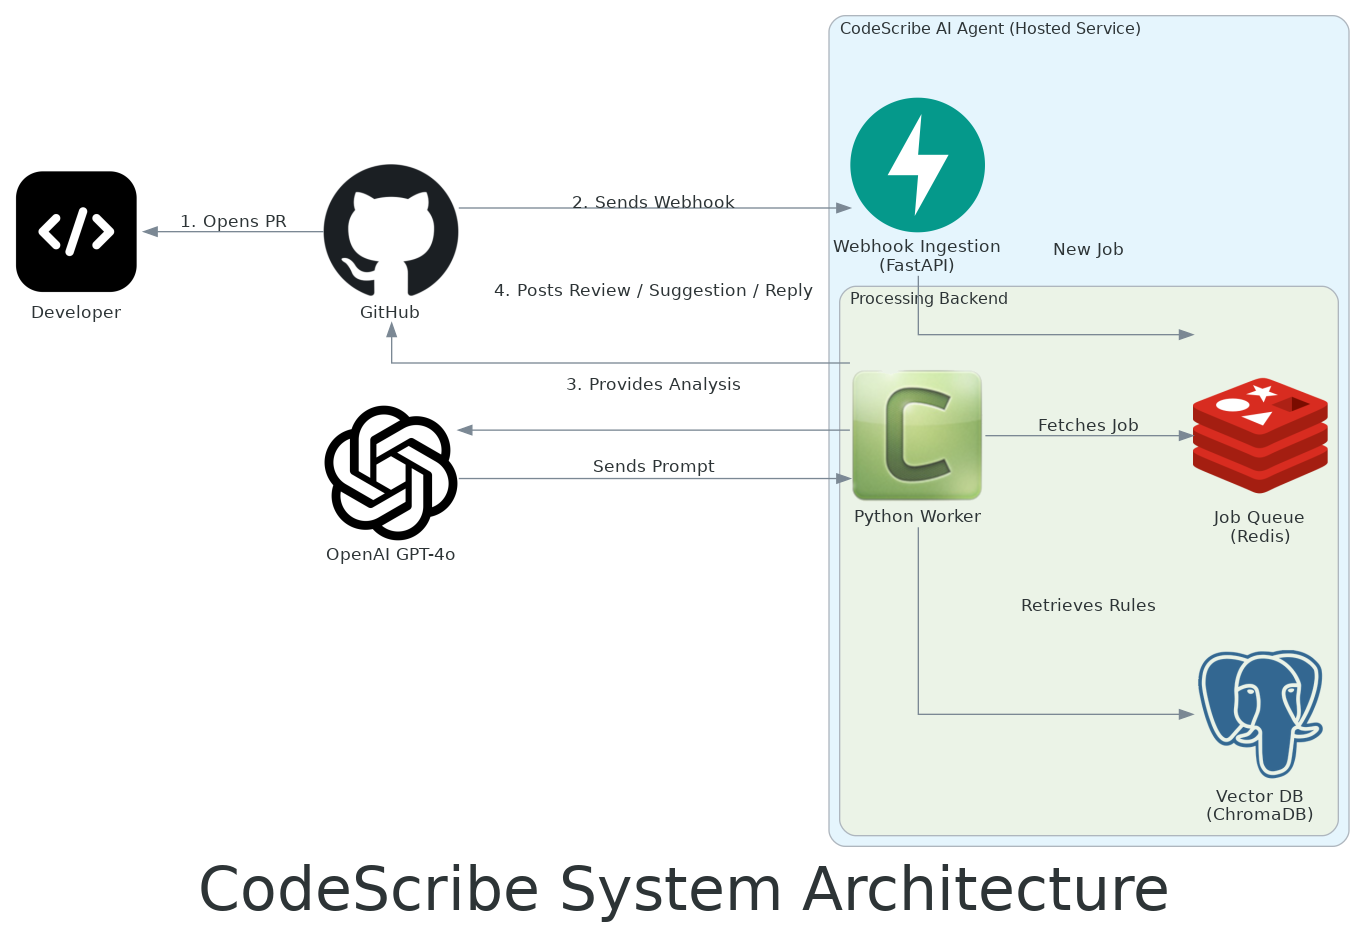 CodeScribe AI Agent (Hosted Service)
1. Opens PR
2. Sends Webhook
Webhook Ingestion
(FastAPI)
New Job
Developer
GitHub
4. Posts Review / Suggestion / Reply
Processing Backend
3. Provides Analysis
Fetches Job
Sends Prompt
OpenAI GPT-4o
Python Worker
Job Queue
(Redis)
Retrieves Rules
Vector DB
(ChromaDB)
CodeScribe System Architecture